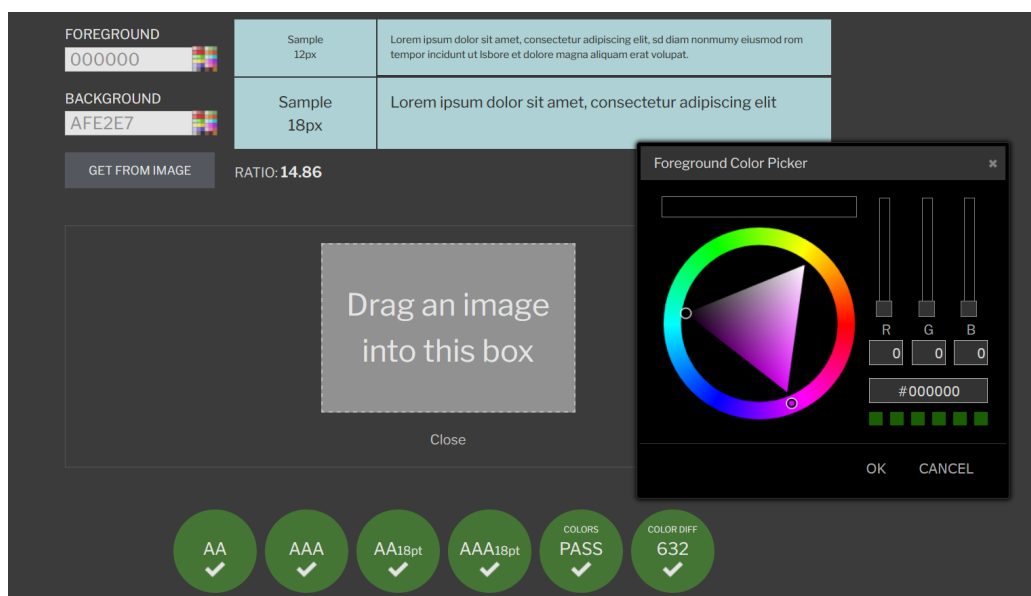 FOREGROUND
000000
BACKGROUND
AFE2E7
GET FROM IMAGE
Sample
12px
Lorem ipsum dolor sit amet, consectetur adipiscing elit, sd diam nonmumy eiusmod rom
tempor incidunt ut lsbore et dolore magna aliquam erat volupat.
Sample
18px
Lorem ipsum dolor sit amet, consectetur adipiscing elit
RATIO: 14.86
Drag an image
into this box
Close
Foreground Color Picker
×
R G B
0 0 0
#000000
OK CANCEL
AA
AAA
AA18pt
AAA18pt
COLORS
PASS
COLOR DIFF
632